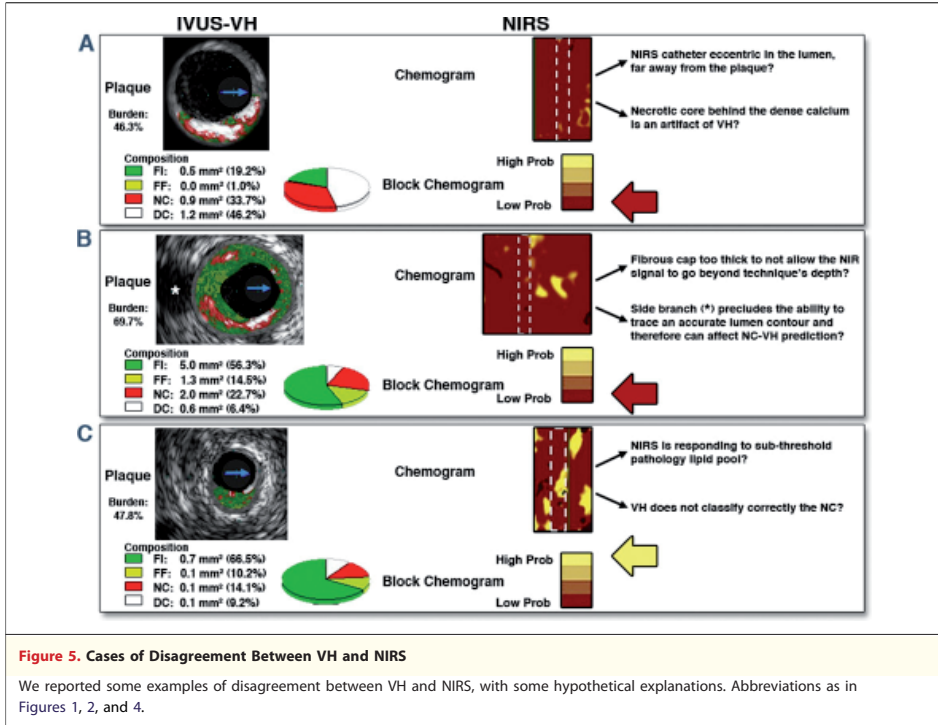 IVUS-VH
NIRS
A
Plaque
Burden:
46.3%
Chemogram
NIRS catheter eccentric in the lumen,
far away from the plaque?
Necrotic core behind the dense calcium
is an artifact of VH?
Composition
FI: 0.5 mm² (19.2%)
FF: 0.0 mm² (1.0%)
NC: 0.9 mm² (33.7%)
DC: 1.2 mm² (46.2%)
Block Chemogram
High Prob
Low Prob
B
Plaque
Burden:
69.7%
*
Chemogram
Fibrous cap too thick to not allow the NIR
signal to go beyond technique's depth?
Side branch (*) precludes the ability to
trace an accurate lumen contour and
therefore can affect NC-VH prediction?
Composition
FI: 5.0 mm² (56.3%)
FF: 1.3 mm² (14.5%)
NC: 2.0 mm² (22.7%)
DC: 0.6 mm² (6.4%)
Block Chemogram
High Prob
Low Prob
C
Plaque
Burden:
47.8%
Chemogram
NIRS is responding to sub-threshold
pathology lipid pool?
VH does not classify correctly the NC?
Composition
FI: 0.7 mm² (66.5%)
FF: 0.1 mm² (10.2%)
NC: 0.1 mm² (14.1%)
DC: 0.1 mm² (9.2%)
Block Chemogram
High Prob
Low Prob
Figure 5. Cases of Disagreement Between VH and NIRS
We reported some examples of disagreement between VH and NIRS, with some hypothetical explanations. Abbreviations as in
Figures 1, 2, and 4.